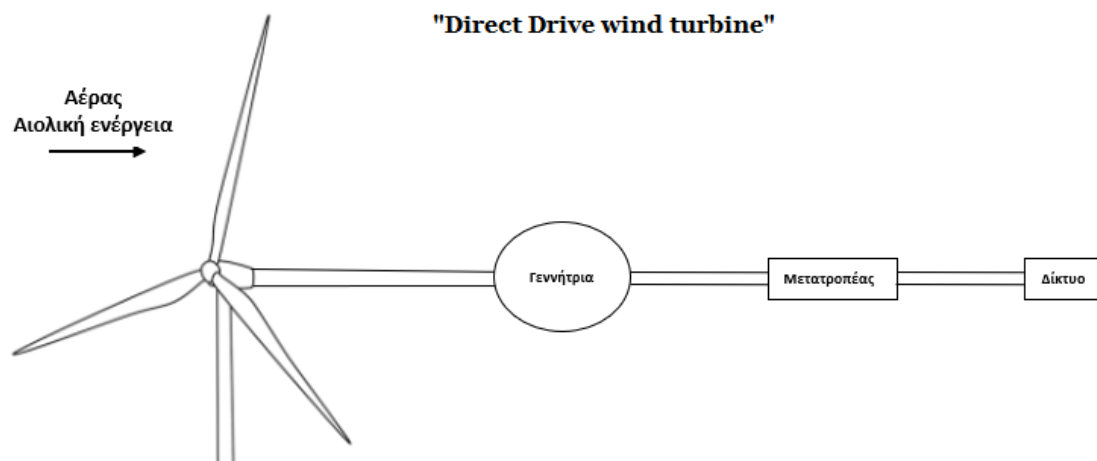 "Direct Drive wind turbine"
Αέρας
Αιολική ενέργεια
Γεννήτρια
Μετατροπέας
Δίκτυο